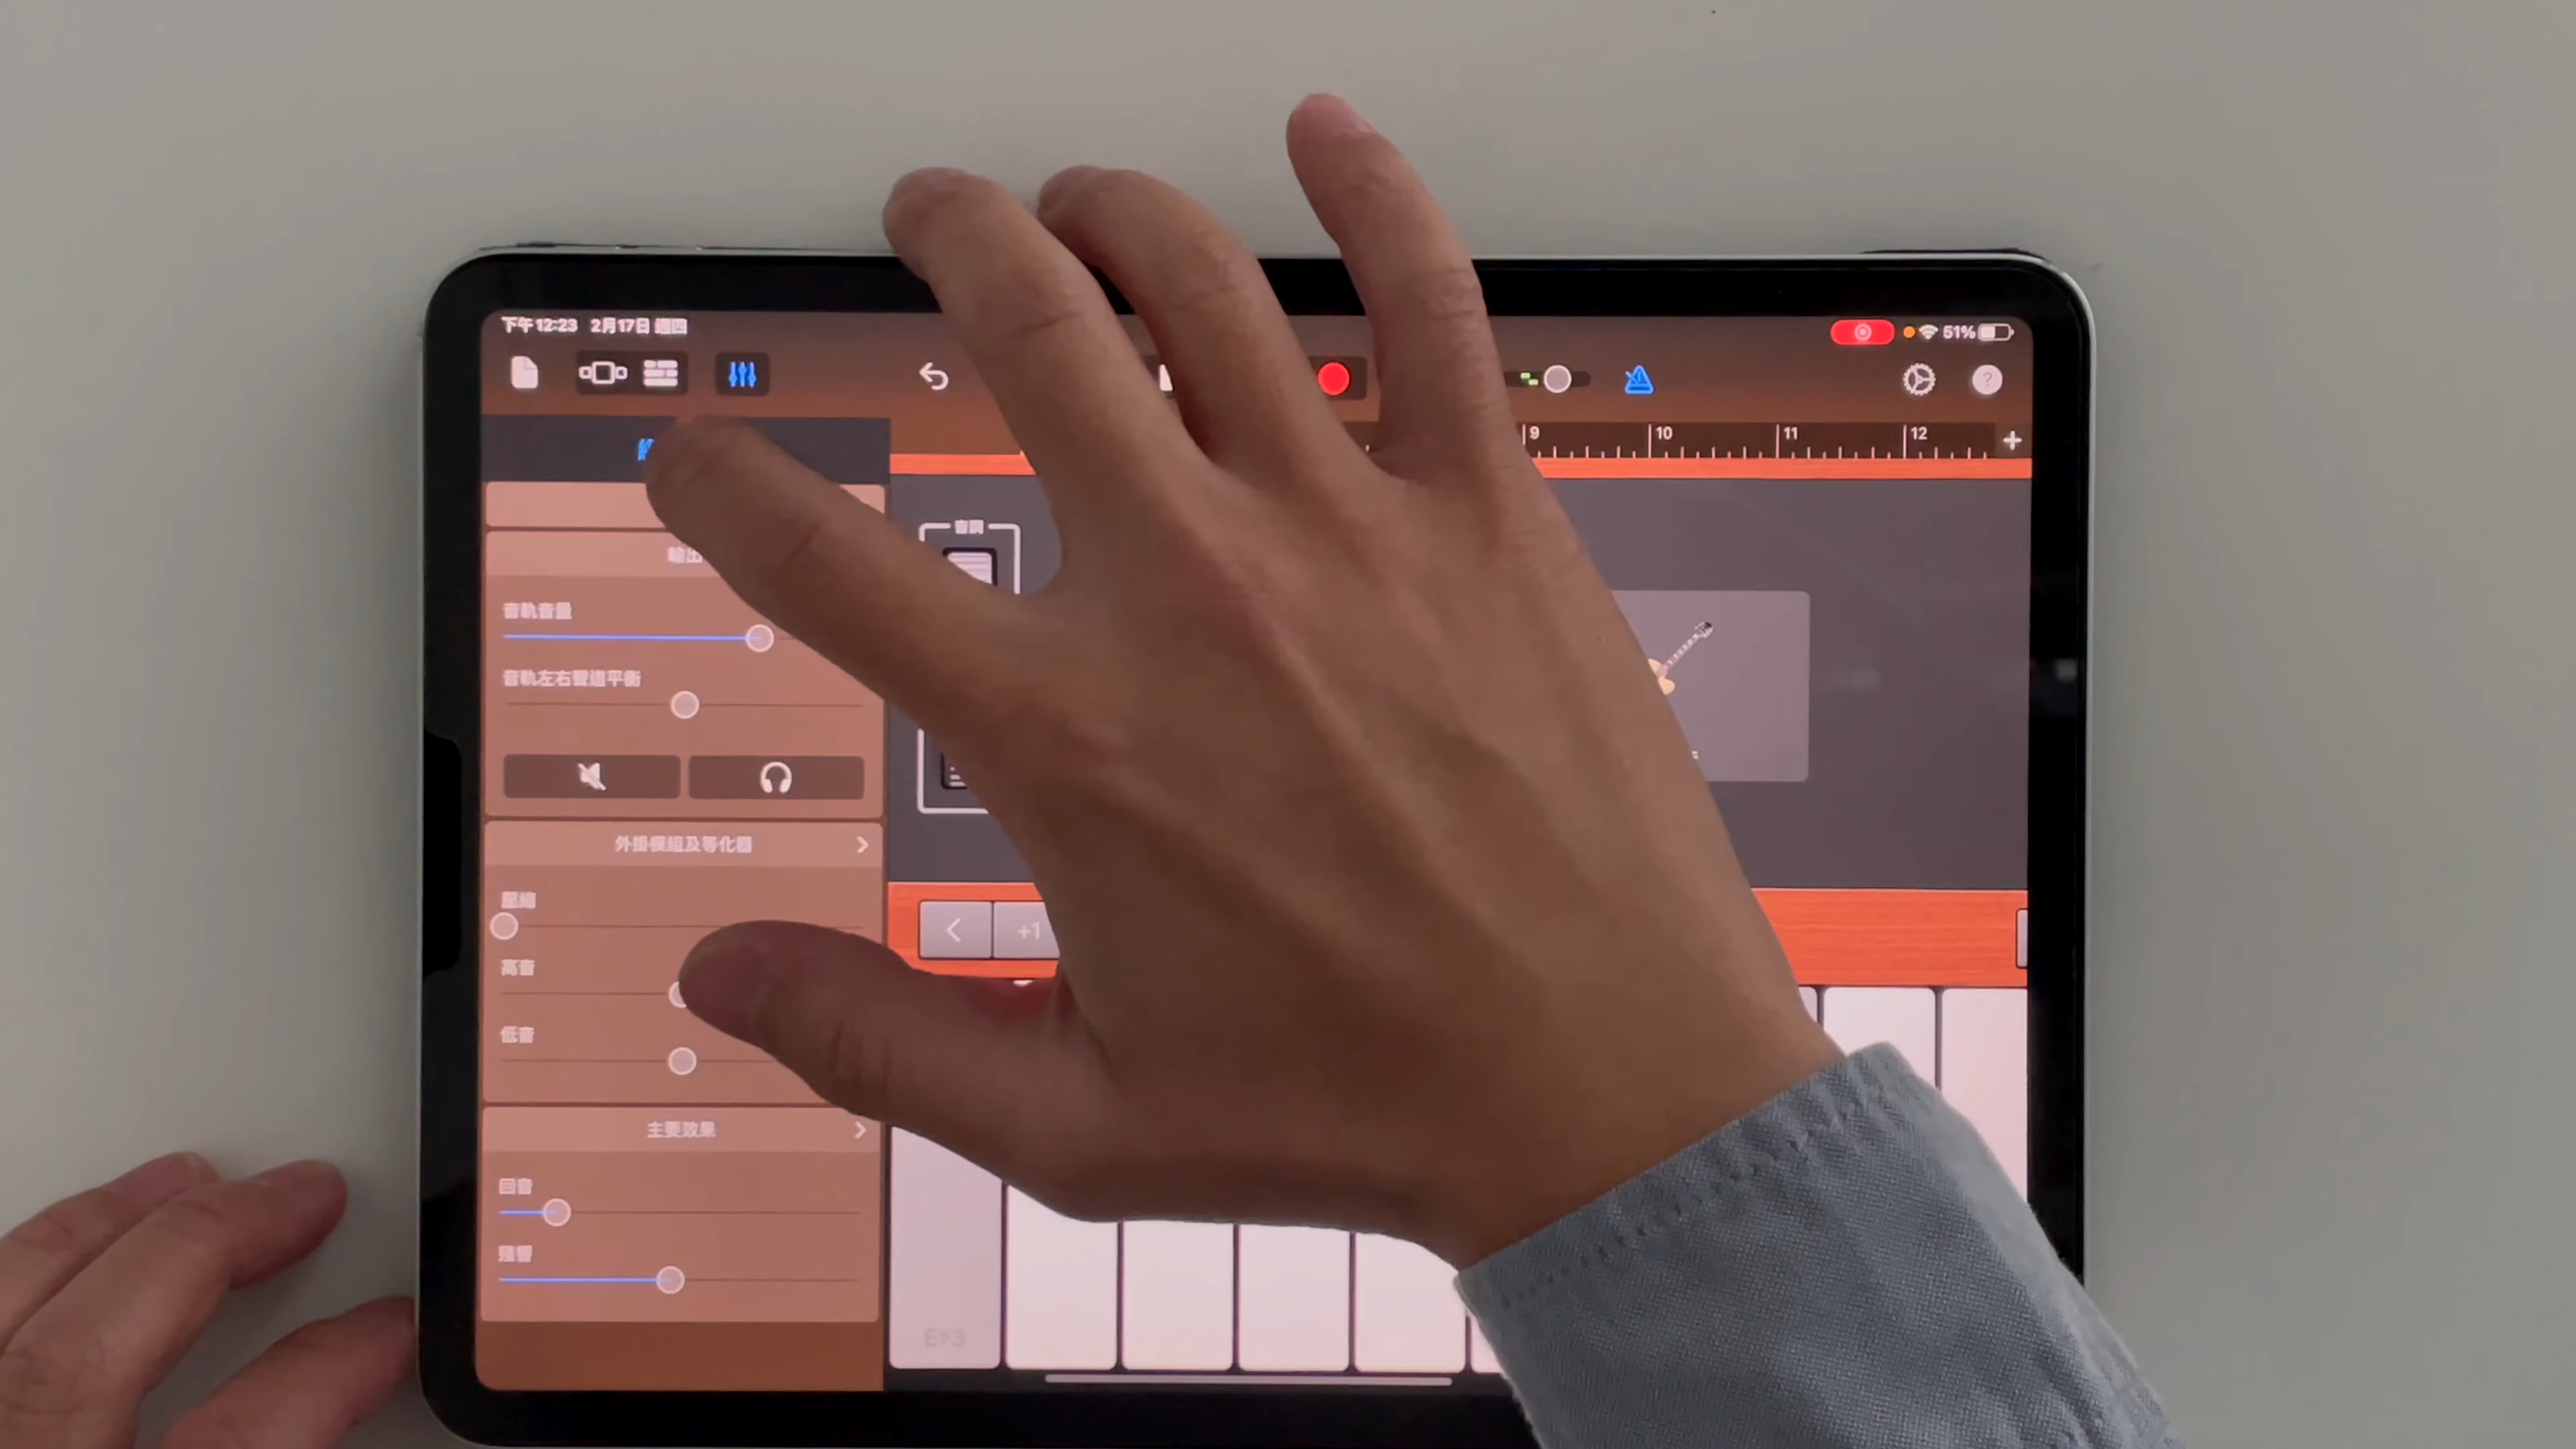 下午12:23 2月17日 週四
51%
?
9 10 11 12 +
輸出
音調
音軌音量
音軌左右聲道平衡
外掛模組及等化器
壓縮
+1
高音
低音
主要效果
回音
殘響